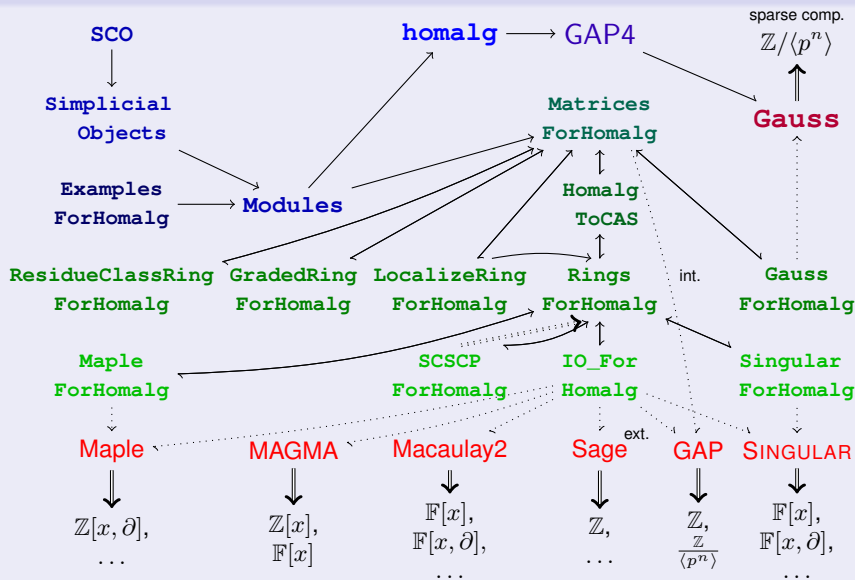 sparse comp.
SCO
homalg
GAP4
ℤ/⟨pⁿ⟩
Simplicial
Objects
Matrices
ForHomalg
Gauss
Examples
ForHomalg
Modules
Homalg
ToCAS
ResidueClassRing
ForHomalg
GradedRing
ForHomalg
LocalizeRing
ForHomalg
Rings
ForHomalg
int.
Gauss
ForHomalg
Maple
ForHomalg
SCSCP
ForHomalg
IO_For
Homalg
Singular
ForHomalg
Maple
MAGMA
Macaulay2
Sage
ext.
GAP
SINGULAR
ℤ[x, ∂],
...
ℤ[x],
𝔽[x]
𝔽[x],
𝔽[x, ∂],
...
ℤ,
...
ℤ,
ℤ/⟨pⁿ⟩
𝔽[x],
𝔽[x, ∂],
...